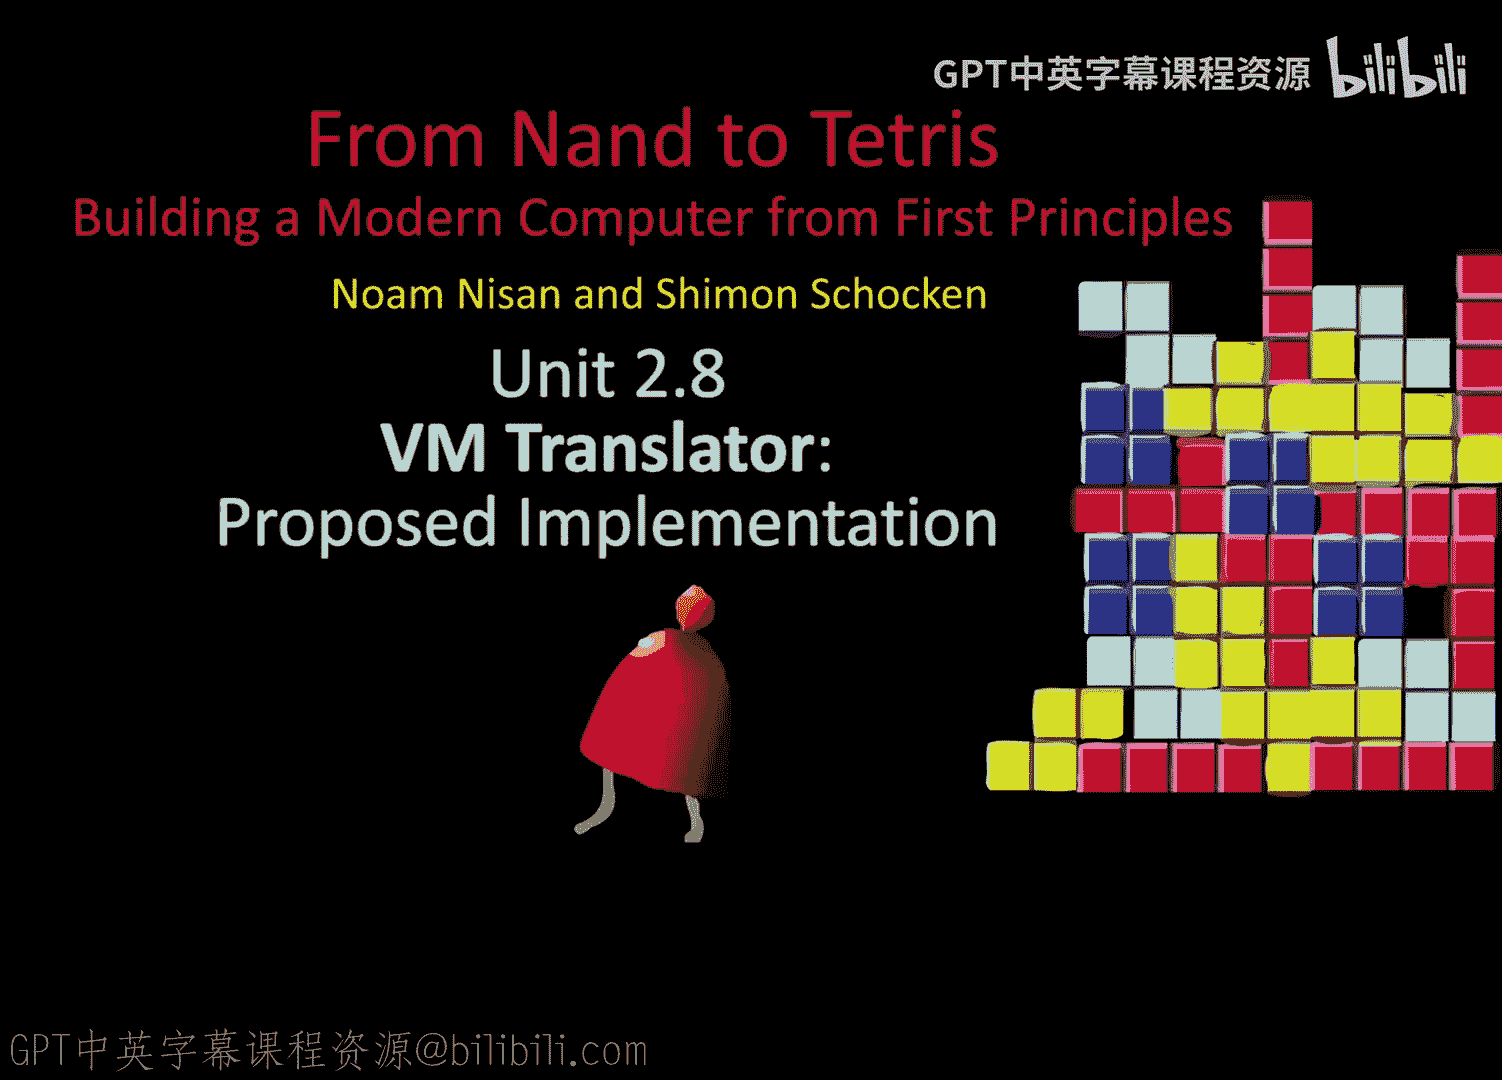 GPT中英字幕课程资源 bilibili
From Nand to Tetris
Building a Modern Computer from First Principles
Noam Nisan and Shimon Schocken
Unit 2.8
VM Translator:
Proposed Implementation
GPT中英字幕课程资源@bilibili.com